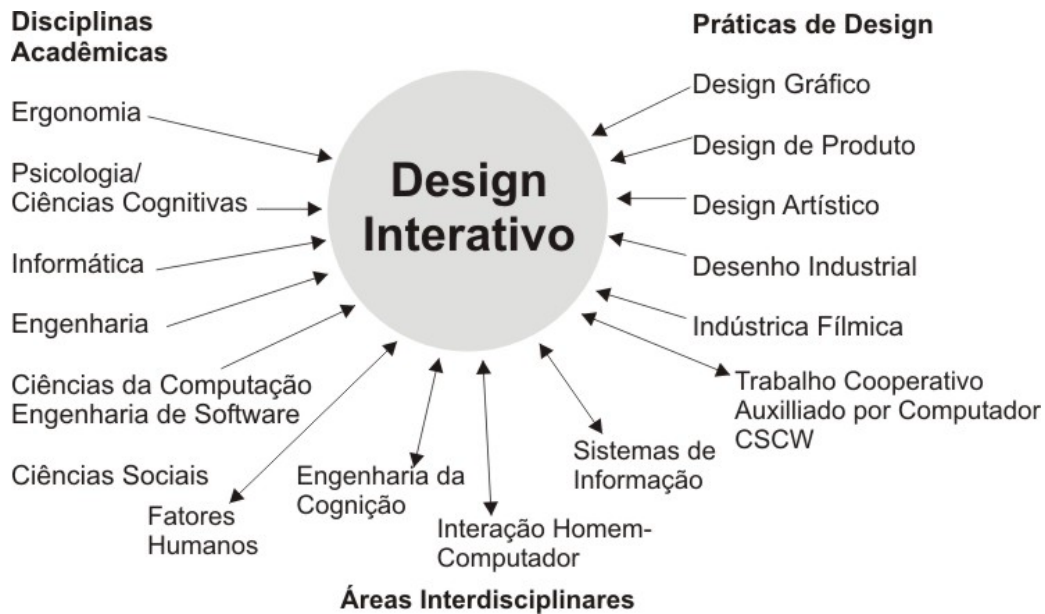 Disciplinas
Acadêmicas
Ergonomia
Psicologia/
Ciências Cognitivas
Informática
Engenharia
Ciências da Computação
Engenharia de Software
Ciências Sociais
Design
Interativo
Práticas de Design
Design Gráfico
Design de Produto
Design Artístico
Desenho Industrial
Indústrica Fílmica
Trabalho Cooperativo
Auxilliado por Computador
CSCW
Fatores
Humanos
Engenharia da
Cognição
Interação Homem-
Computador
Sistemas de
Informação
Áreas Interdisciplinares